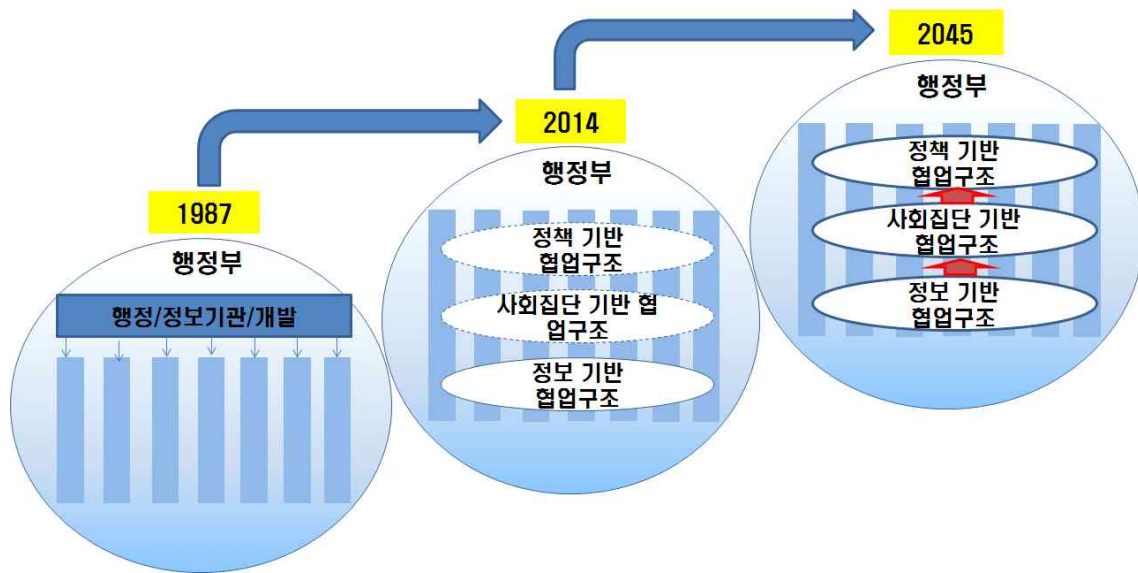 1987
행정부
행정/정보기관/개발
2014
행정부
정책 기반
협업구조
사회집단 기반 협
업구조
정보 기반
협업구조
2045
행정부
정책 기반
협업구조
사회집단 기반
협업구조
정보 기반
협업구조